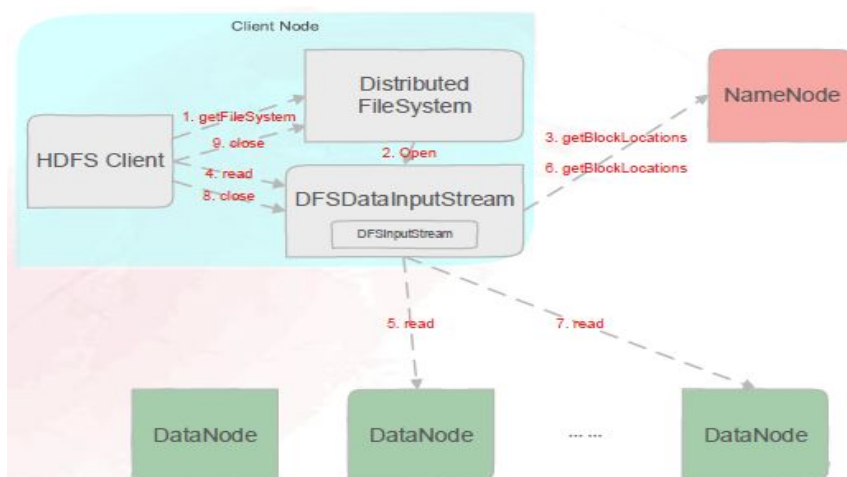 Client Node
Distributed
FileSystem
NameNode
1. getFileSystem
HDFS Client
9. close
2. Open
3. getBlockLocations
4. read
6. getBlockLocations
8. close
DFSDataInputStream
DFSInputStream
5. read
7. read
DataNode
DataNode
... ...
DataNode